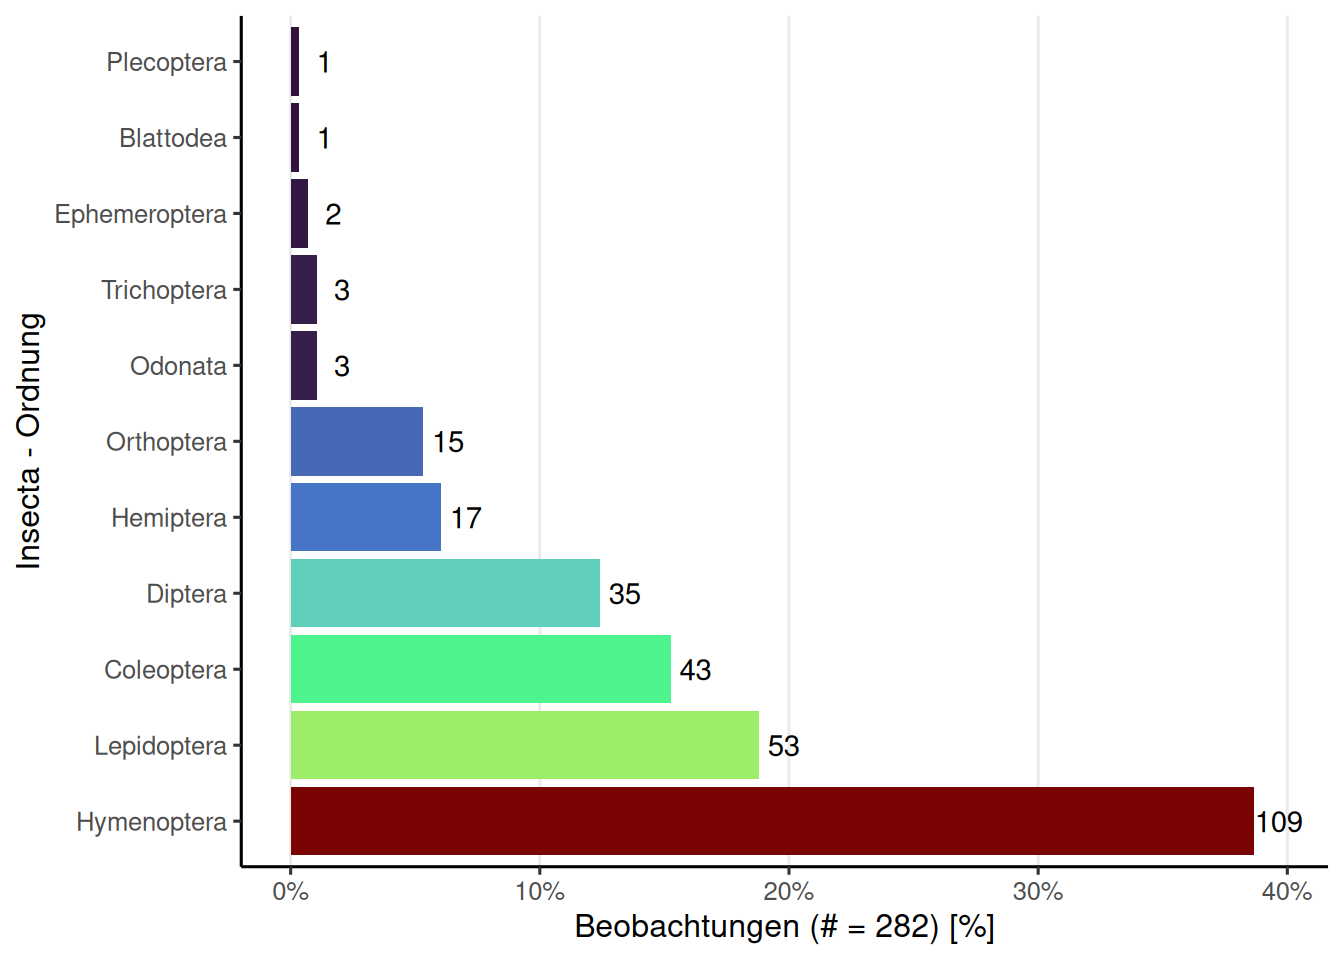 Insecta - Ordnung
Plecoptera 1
Blattodea 1
Ephemeroptera 2
Trichoptera 3
Odonata 3
Orthoptera 15
Hemiptera 17
Diptera 35
Coleoptera 43
Lepidoptera 53
Hymenoptera 109
0% 10% 20% 30% 40%
Beobachtungen (# = 282) [%]